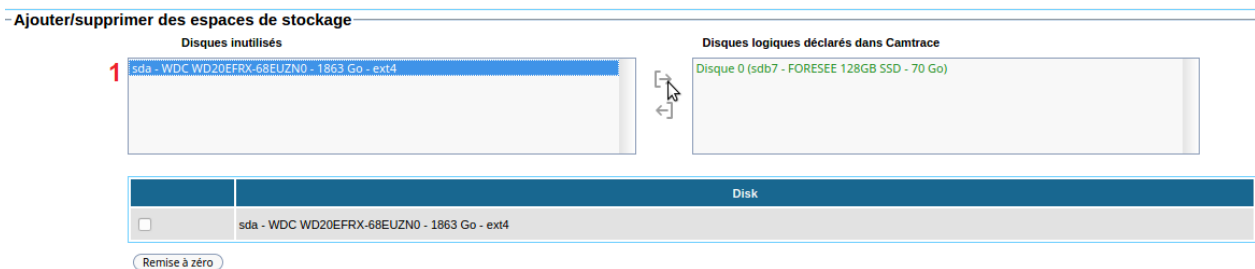 Ajouter/supprimer des espaces de stockage
Disques inutilisés
Disques logiques déclarés dans Camtrace
1
sda - WDC WD20EFRX-68EUZN0 - 1863 Go - ext4
Disque 0 (sdb7 - FORESEE 128GB SSD - 70 Go)
Disk
sda - WDC WD20EFRX-68EUZN0 - 1863 Go - ext4
Remise à zéro